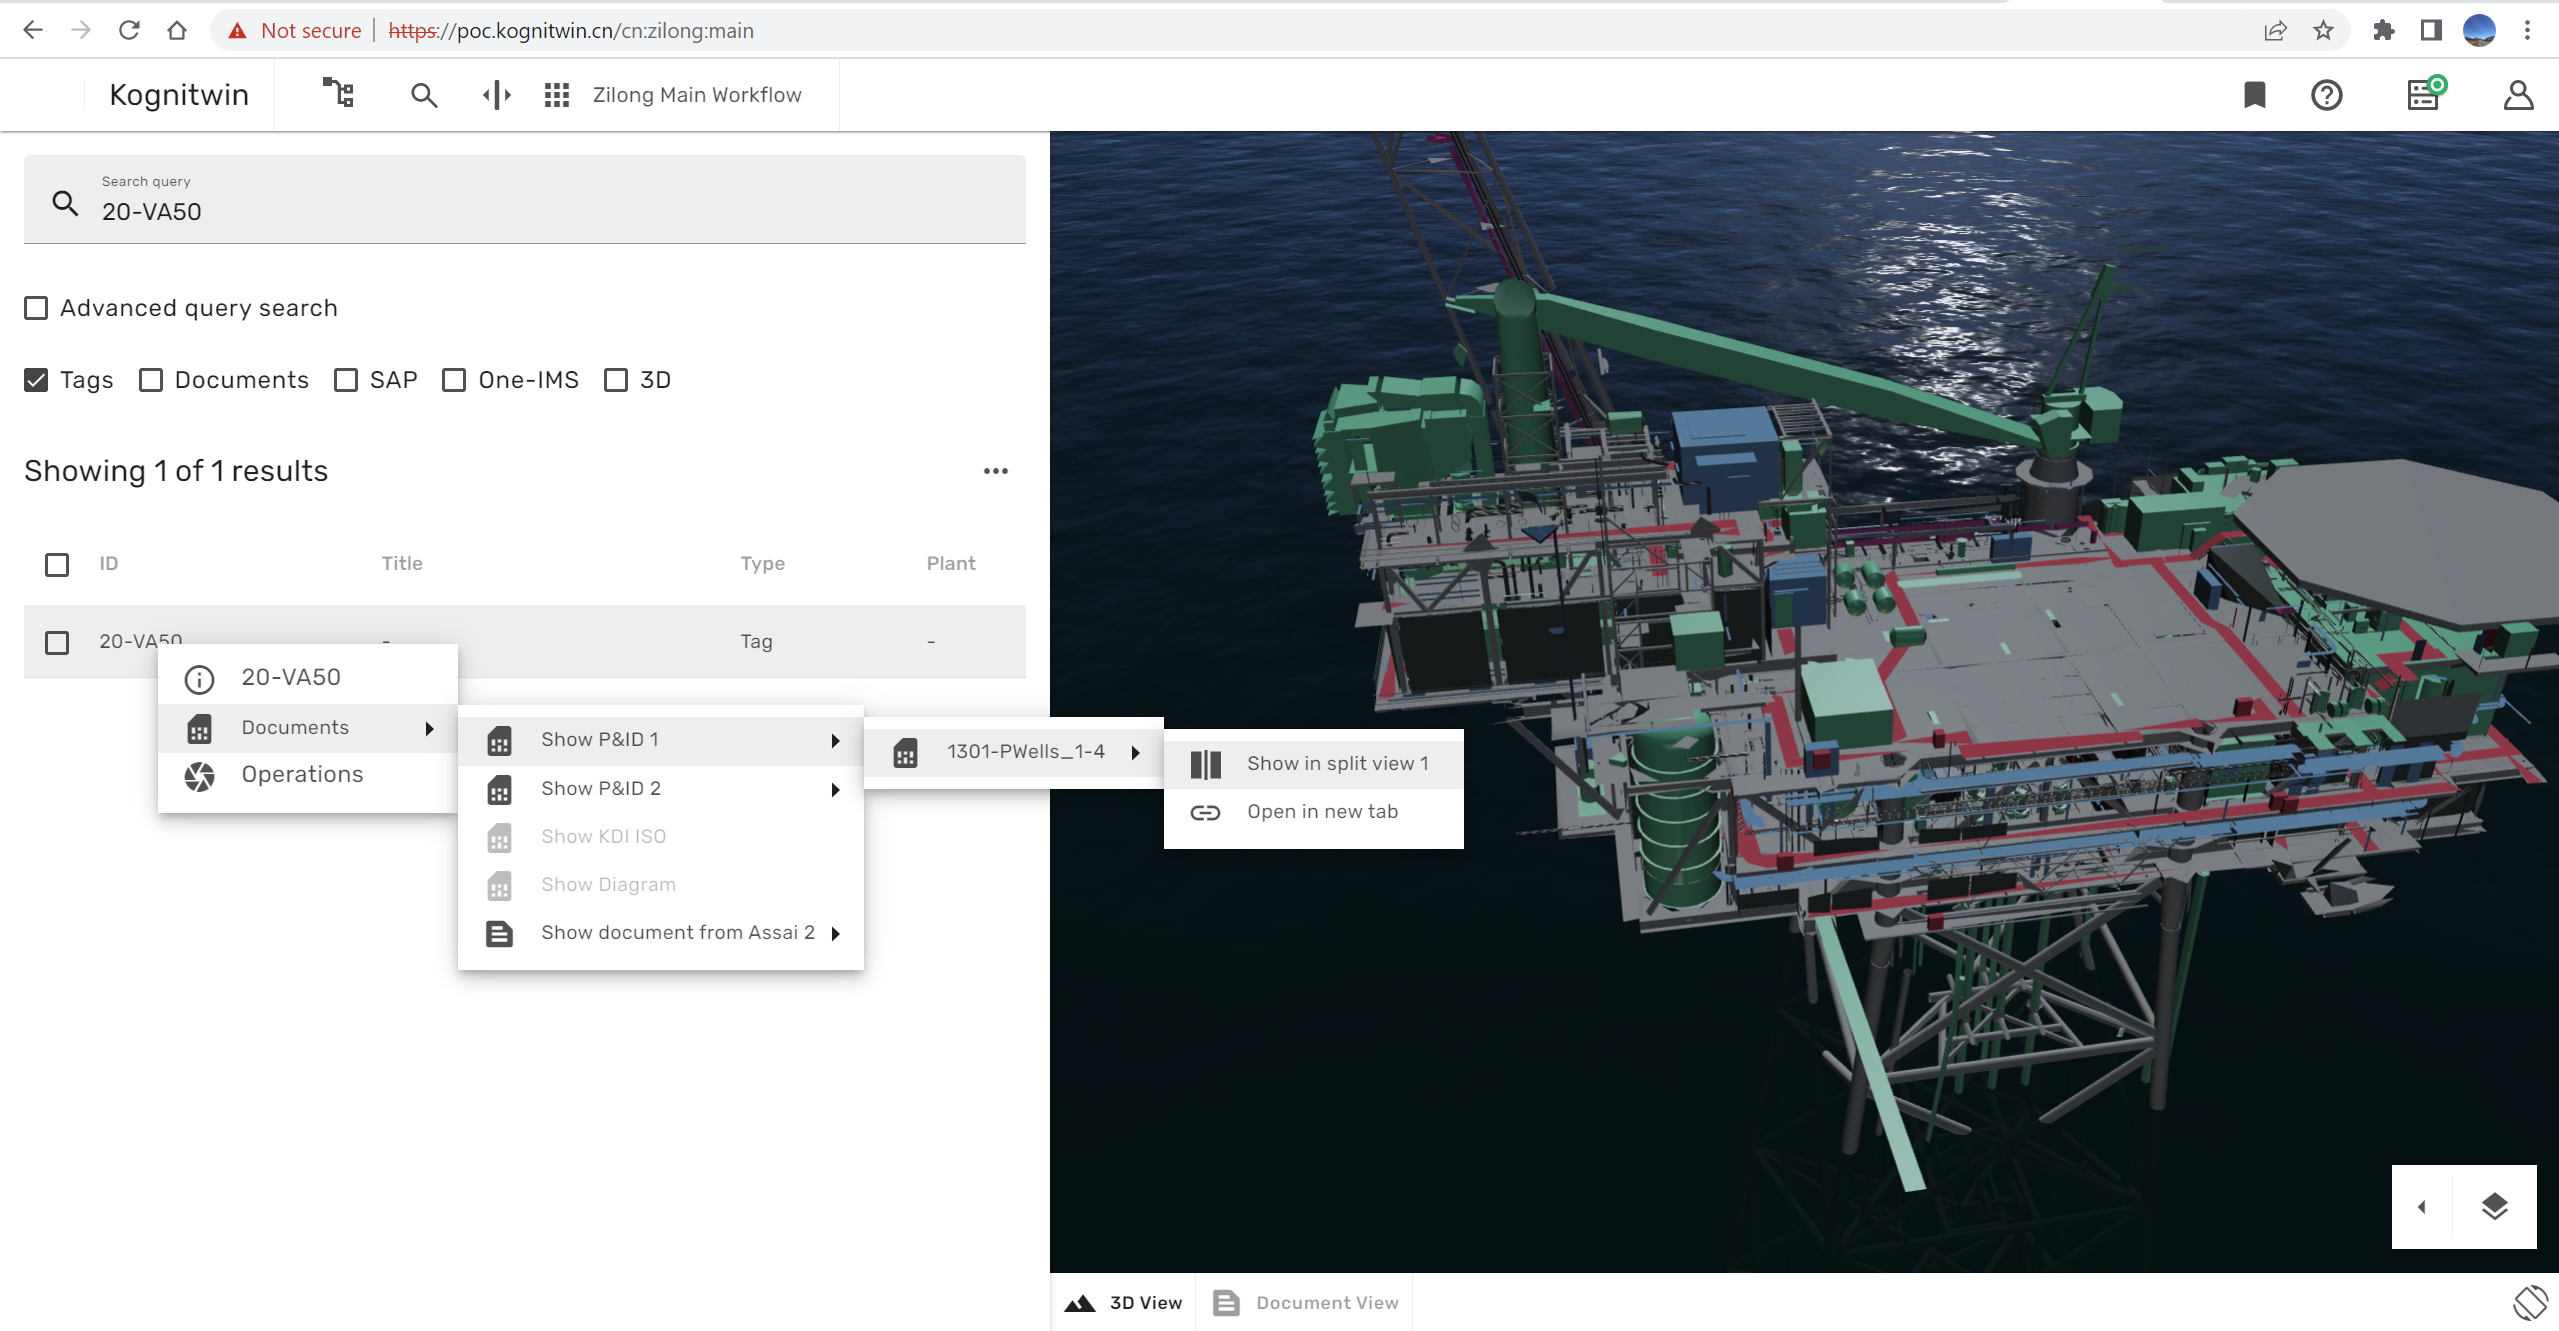 Not secure | https://poc.kognitwin.cn/cn:zilong:main
Kognitwin
Zilong Main Workflow
Search query
20-VA50
Advanced query search
Tags Documents SAP One-IMS 3D
Showing 1 of 1 results
ID Title Type Plant
20-VA50 - Tag -
20-VA50
Documents
Operations
Show P&ID 1
Show P&ID 2
Show KDI ISO
Show Diagram
Show document from Assai 2
1301-PWells_1-4
Show in split view 1
Open in new tab
3D View
Document View